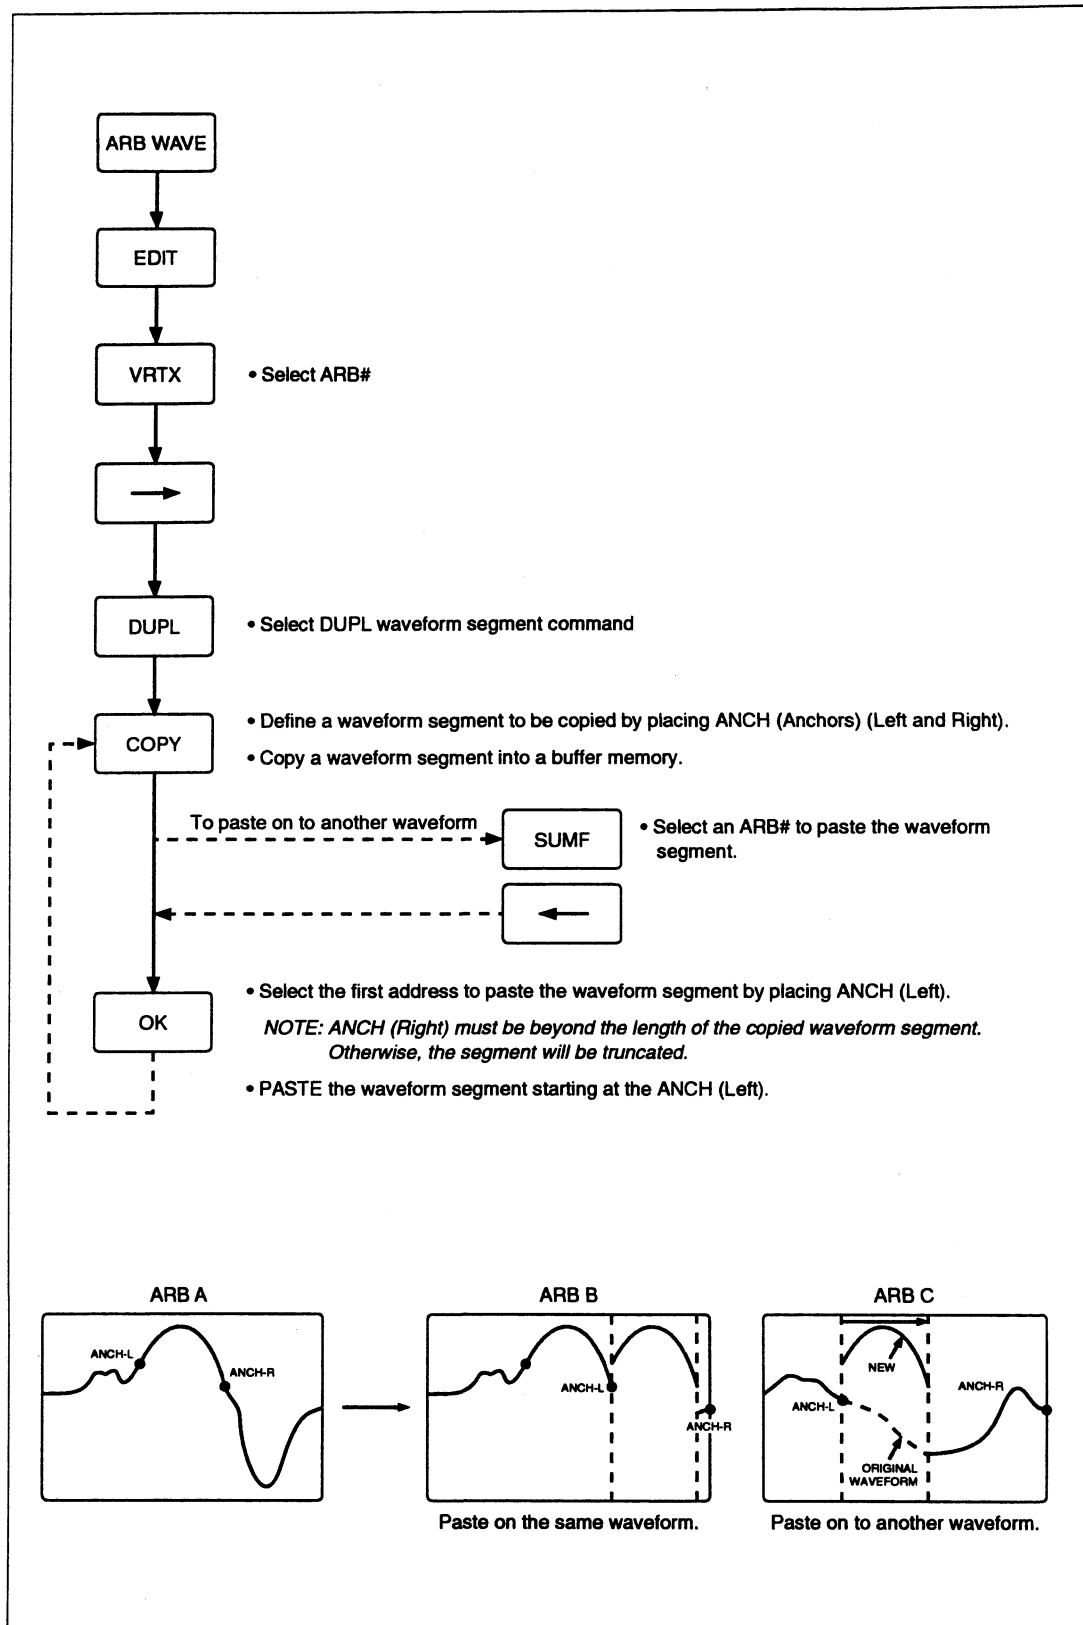 ARB WAVE
EDIT
VRTX
• Select ARB#
DUPL
• Select DUPL waveform segment command
COPY
• Define a waveform segment to be copied by placing ANCH (Anchors) (Left and Right).
• Copy a waveform segment into a buffer memory.
To paste on to another waveform
SUMF
• Select an ARB# to paste the waveform
segment.
OK
• Select the first address to paste the waveform segment by placing ANCH (Left).
NOTE: ANCH (Right) must be beyond the length of the copied waveform segment.
Otherwise, the segment will be truncated.
• PASTE the waveform segment starting at the ANCH (Left).
ARB A
ANCH-L
ANCH-R
ARB B
ANCH-L
ANCH-R
Paste on the same waveform.
ARB C
NEW
ANCH-L
ANCH-R
ORIGINAL
WAVEFORM
Paste on to another waveform.